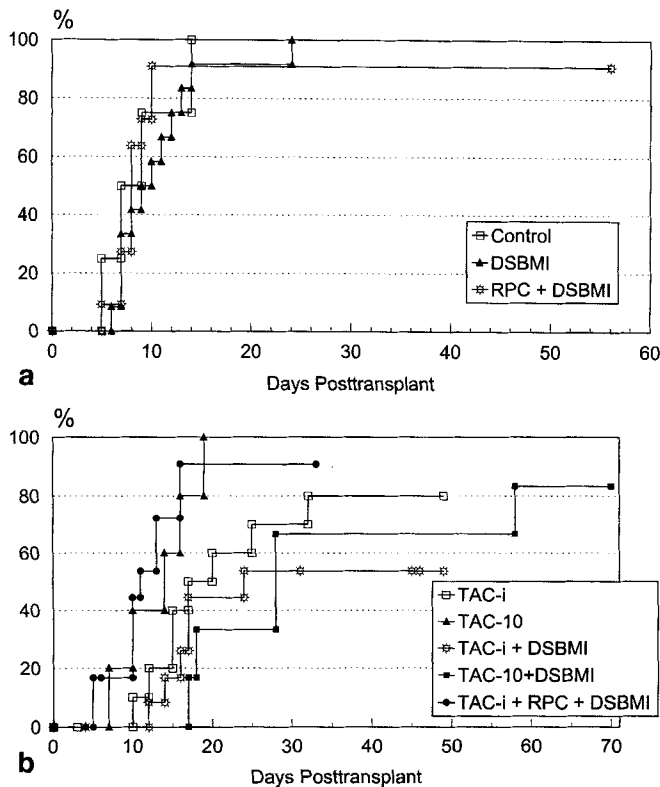 %
100
80
60
40
20
0
Control
DSBMI
RPC + DSBMI
0 10 20 30 40 50 60
a
Days Posttransplant
%
100
80
60
40
20
0
TAC-i
TAC-10
TAC-i + DSBMI
TAC-10+DSBMI
TAC-i + RPC + DSBMI
0 10 20 30 40 50 60 70
b
Days Posttransplant